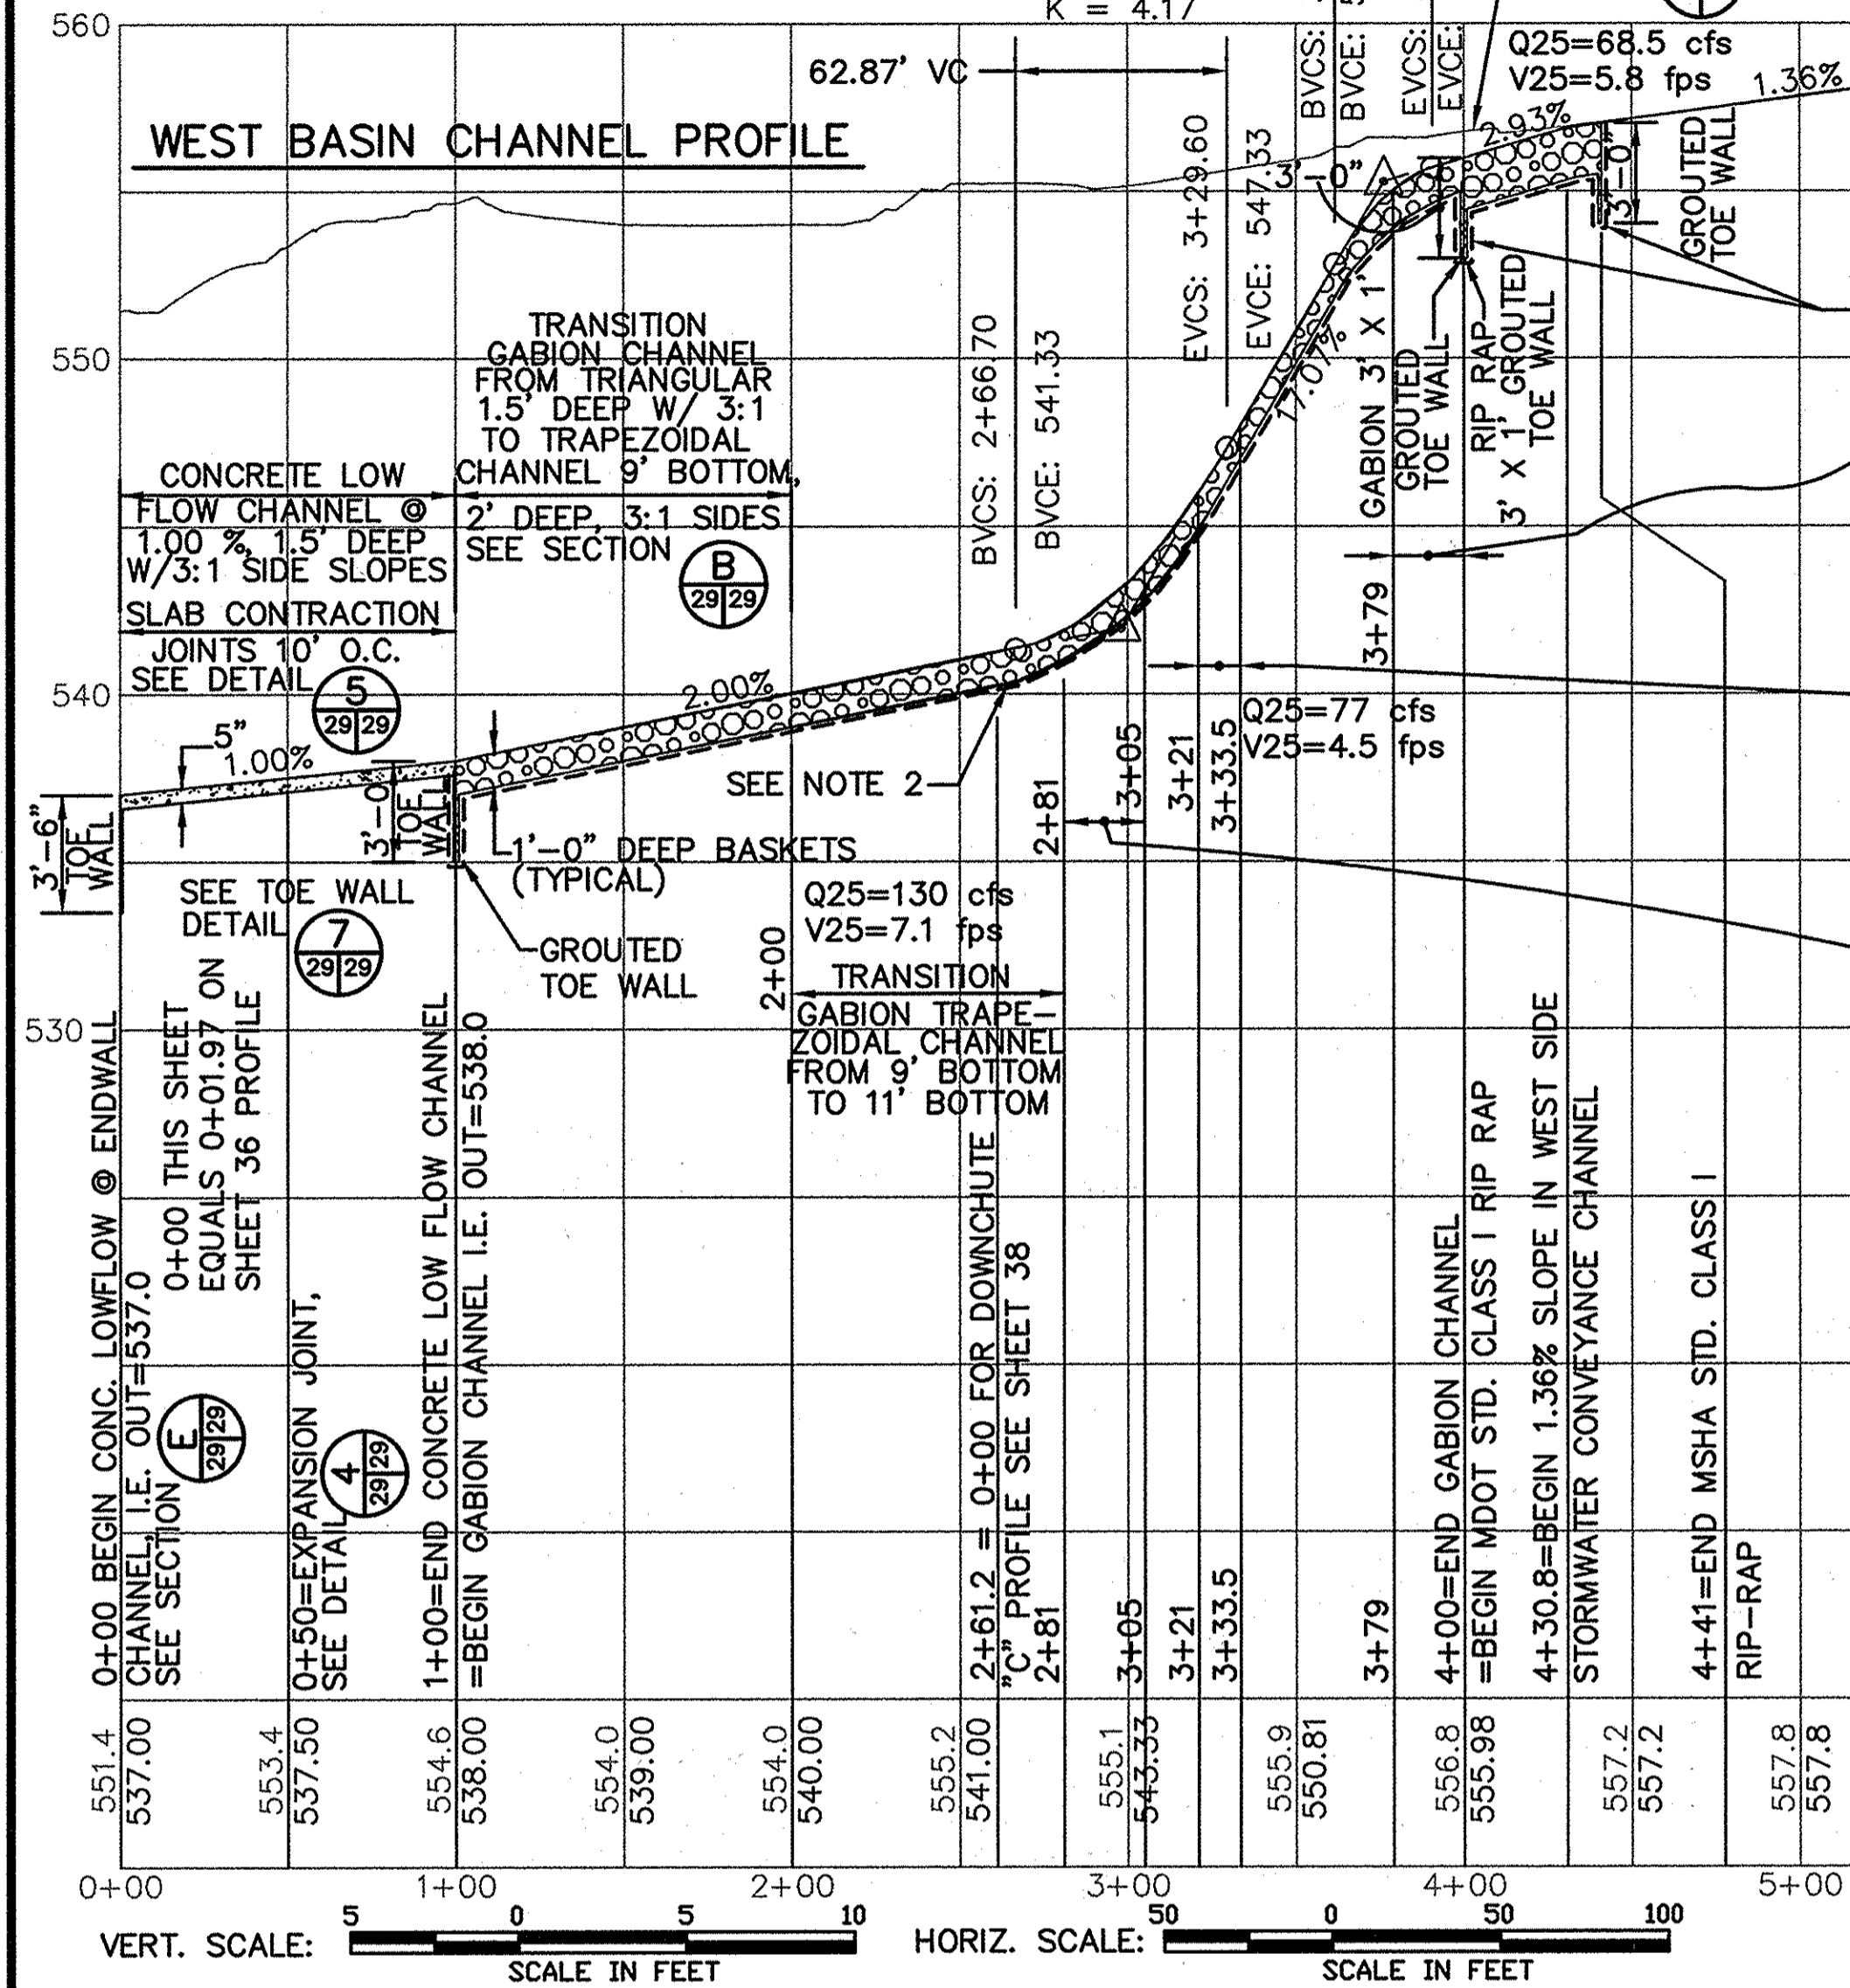 560
K = 4.17
62.87' VC
WEST BASIN CHANNEL PROFILE
BVCS:
BVCE:
EVCS:
EVCE:
Q25=68.5 cfs
V25=5.8 fps
1.36%
2.93%
3'-0"
3'-0"
GROUTED
TOE WALL
EVCS: 3+29.60
EVCE: 547.33
BVCS: 2+66.70
BVCE: 541.33
17.07%
550
TRANSITION
GABION CHANNEL
FROM TRIANGULAR
1.5' DEEP W/ 3:1
TO TRAPEZOIDAL
CHANNEL 9' BOTTOM,
2' DEEP, 3:1 SIDES
SEE SECTION
B
29 29
CONCRETE LOW
FLOW CHANNEL @
1.00 %, 1.5' DEEP
W/3:1 SIDE SLOPES
SLAB CONTRACTION
JOINTS 10' O.C.
SEE DETAIL
5
29 29
GABION 3' X 1'
GROUTED
TOE WALL
RIP RAP
3' X 1' GROUTED
TOE WALL
3+79
540
2.00%
5"
1.00%
3'-6"
TOE
WALL
3'-0"
TOE
WALL
SEE NOTE 2
1'-0" DEEP BASKETS
(TYPICAL)
2+81
3+05
3+21
3+33.5
Q25=77 cfs
V25=4.5 fps
SEE TOE WALL
DETAIL
7
29 29
GROUTED
TOE WALL
Q25=130 cfs
V25=7.1 fps
2+00
TRANSITION
GABION TRAPE-
ZOIDAL CHANNEL
FROM 9' BOTTOM
TO 11' BOTTOM
530
0+00 BEGIN CONC. LOWFLOW @ ENDWALL
CHANNEL, I.E. OUT=537.0
SEE SECTION
E
29 29
0+00 THIS SHEET
EQUALS 0+01.97 ON
SHEET 36 PROFILE
0+50=EXPANSION JOINT,
SEE DETAIL
4
29 29
1+00=END CONCRETE LOW FLOW CHANNEL
=BEGIN GABION CHANNEL I.E. OUT=538.0
2+61.2 = 0+00 FOR DOWNCHUTE
"C" PROFILE SEE SHEET 38
2+81
3+05
3+21
3+33.5
3+79
4+00=END GABION CHANNEL
=BEGIN MDOT STD. CLASS I RIP RAP
4+30.8=BEGIN 1.36% SLOPE IN WEST SIDE
STORMWATER CONVEYANCE CHANNEL
4+41=END MSHA STD. CLASS I
RIP-RAP
551.4
537.00
553.4
537.50
554.6
538.00
554.0
539.00
554.0
540.00
555.2
541.00
555.1
543.33
555.9
550.81
556.8
555.98
557.2
557.2
557.8
557.8
0+00
1+00
2+00
3+00
4+00
5+00
VERT. SCALE:
5 0 5 10
SCALE IN FEET
HORIZ. SCALE:
50 0 50 100
SCALE IN FEET